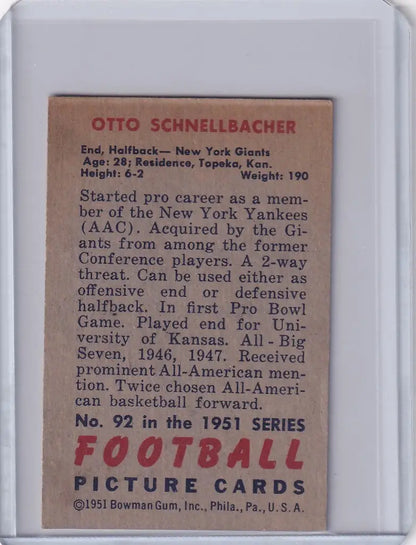 OTTO SCHNELLBACHER
End, Halfback— New York Giants
Age: 28; Residence, Topeka, Kan.
Height: 6-2 Weight: 190
Started pro career as a mem-
ber of the New York Yankees
(AAC). Acquired by the Gi-
ants from among the former
Conference players. A 2-way
threat. Can be used either as
offensive end or defensive
halfback. In first Pro Bowl
Game. Played end for Uni-
versity of Kansas. All - Big
Seven, 1946, 1947. Received
prominent All-American men-
tion. Twice chosen All-Ameri-
can basketball forward.
No. 92 in the 1951 SERIES
FOOTBALL
PICTURE CARDS
©1951 Bowman Gum, Inc., Phila., Pa., U.S.A.